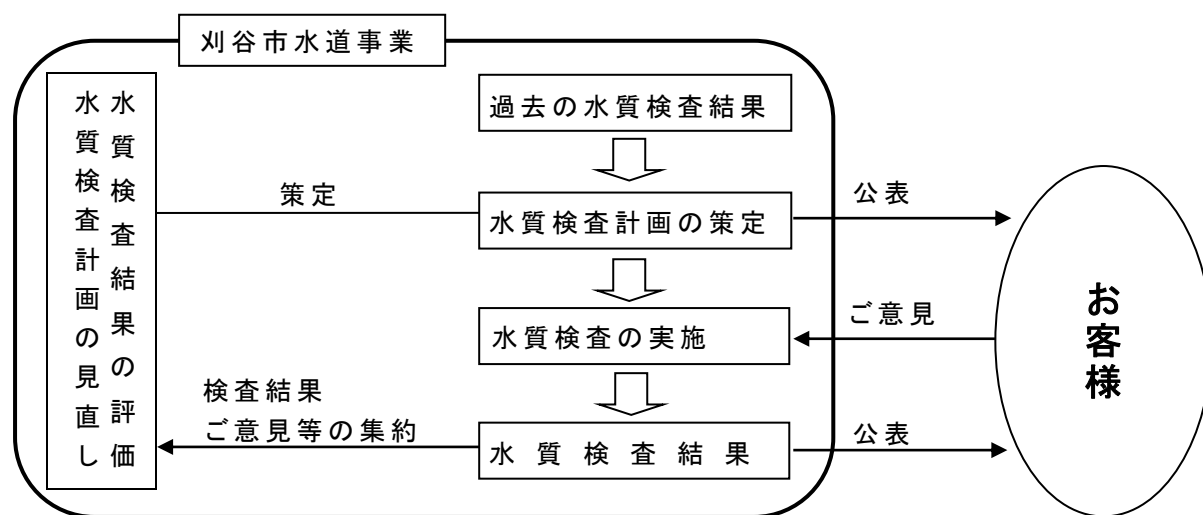 刈谷市水道事業
水質検査結果の評価
水質検査計画の見直し
過去の水質検査結果
策定
水質検査計画の策定
公表
水質検査の実施
ご意見
検査結果
ご意見等の集約
水質検査結果
公表
お客様